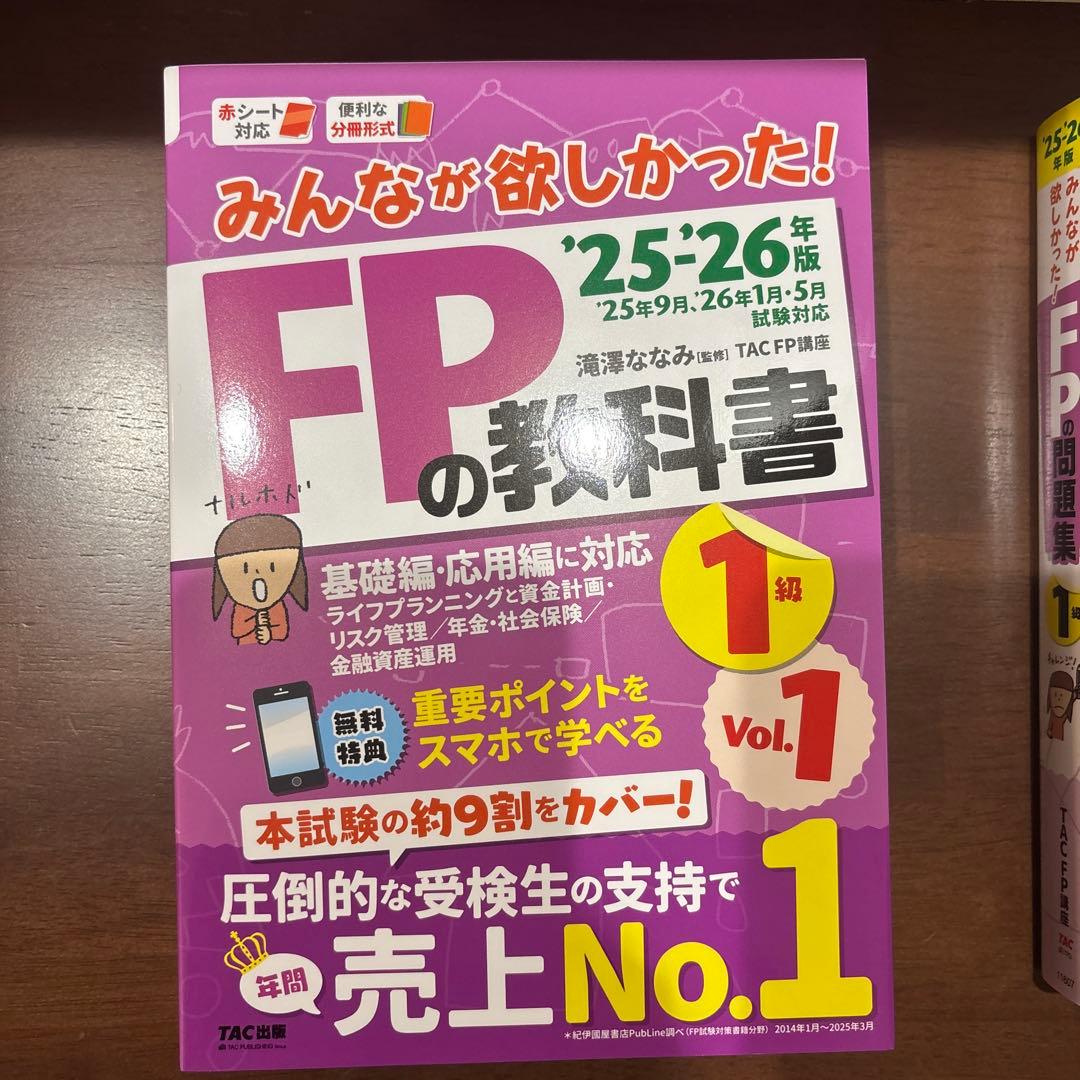 赤シート
対応
便利な
分冊形式
みんなが欲しかった!
FPの教科書
'25-'26年版
'25年9月、'26年1月・5月
試験対応
滝澤ななみ[監修] TAC FP講座
ナルホド
基礎編・応用編に対応
ライフプランニングと資金計画・
リスク管理/年金・社会保険/
金融資産運用
1級
Vol.1
無料
特典
重要ポイントを
スマホで学べる
本試験の約9割をカバー!
圧倒的な受検生の支持で
年間
売上No.1
TAC出版
TAC PUBLISHING Group
*紀伊國屋書店PubLine調べ(FP試験対策書籍分野) 2014年1月〜2025年3月
'25-'26
年版
みんなが
欲しかった!
FPの問題集
1級
チャレンジ!
TAC FP講座
TAC
出版
11807